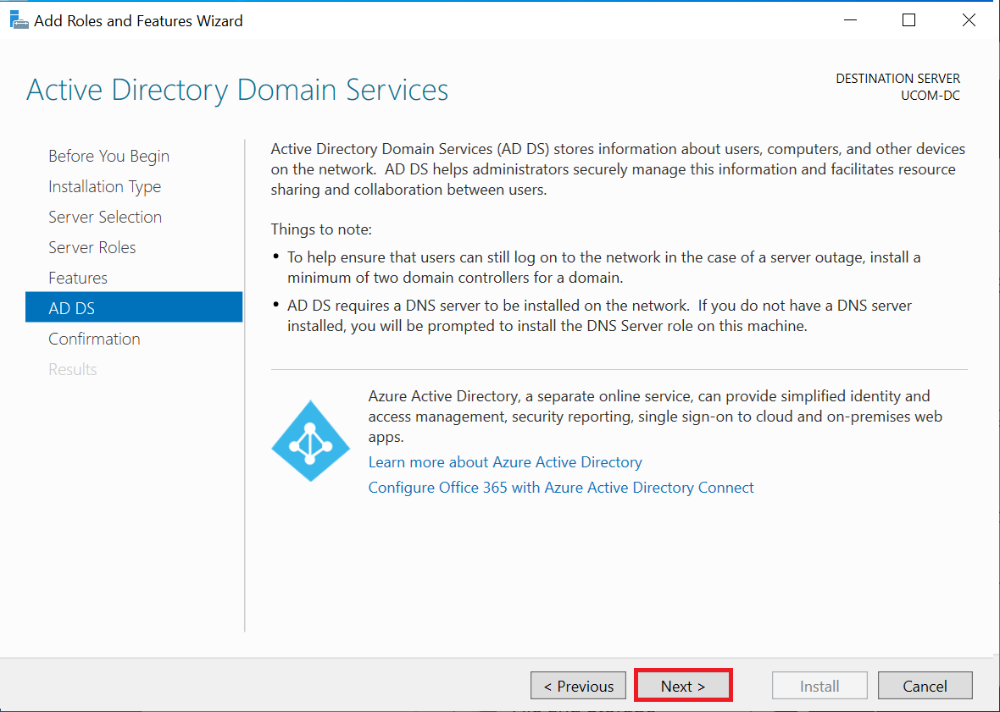 Add Roles and Features Wizard
Active Directory Domain Services
DESTINATION SERVER
UCOM-DC
Before You Begin
Installation Type
Server Selection
Server Roles
Features
AD DS
Confirmation
Results
Active Directory Domain Services (AD DS) stores information about users, computers, and other devices
on the network.  AD DS helps administrators securely manage this information and facilitates resource
sharing and collaboration between users.
Things to note:
• To help ensure that users can still log on to the network in the case of a server outage, install a
minimum of two domain controllers for a domain.
• AD DS requires a DNS server to be installed on the network.  If you do not have a DNS server
installed, you will be prompted to install the DNS Server role on this machine.
Azure Active Directory, a separate online service, can provide simplified identity and
access management, security reporting, single sign-on to cloud and on-premises web
apps.
Learn more about Azure Active Directory
Configure Office 365 with Azure Active Directory Connect
< Previous
Next >
Install
Cancel